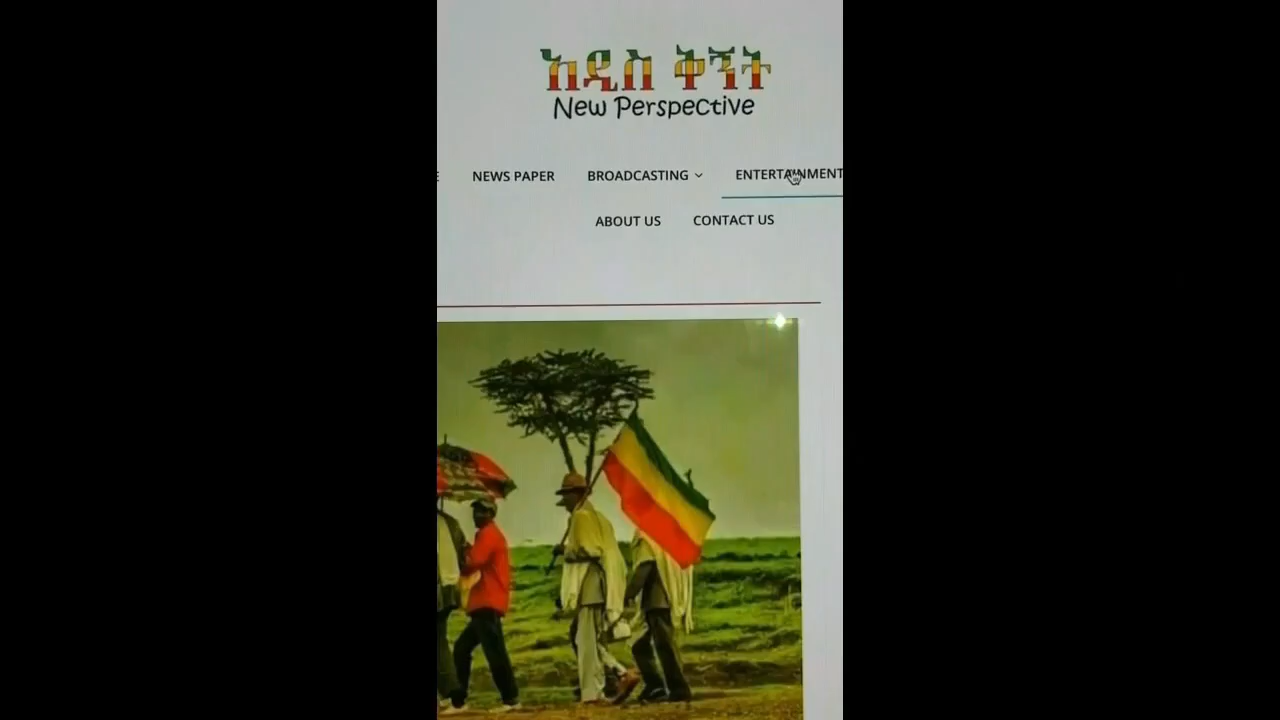 አዲስ ቅኝት
New Perspective
NEWS PAPER BROADCASTING ENTERTAINMENT
ABOUT US CONTACT US